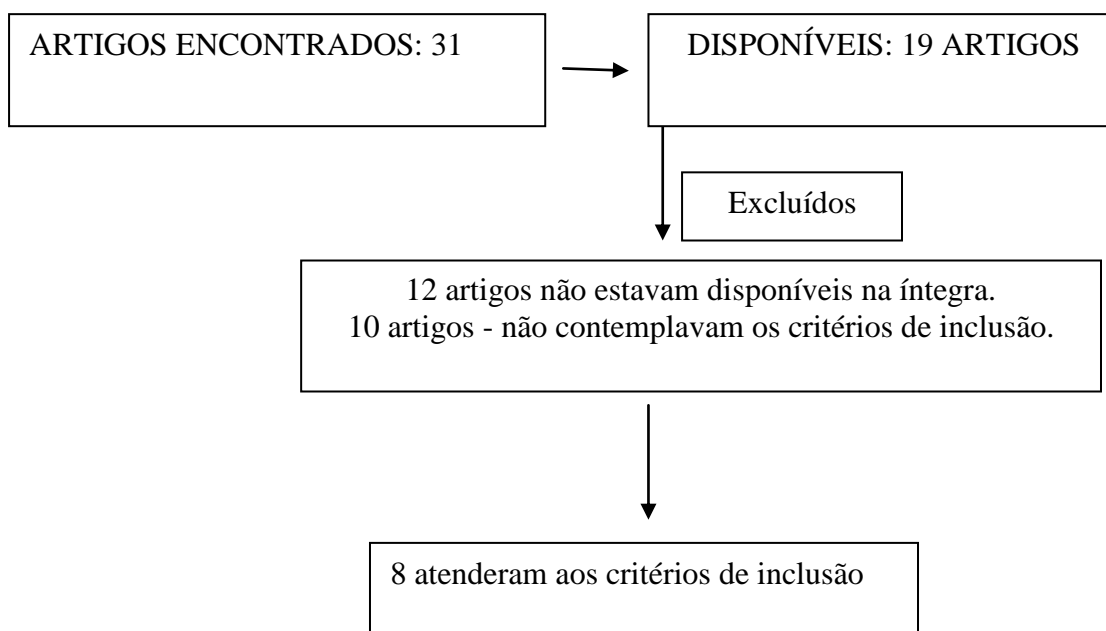 ARTIGOS ENCONTRADOS: 31
DISPONÍVEIS: 19 ARTIGOS
Excluídos
12 artigos não estavam disponíveis na íntegra.
10 artigos - não contemplavam os critérios de inclusão.
8 atenderam aos critérios de inclusão